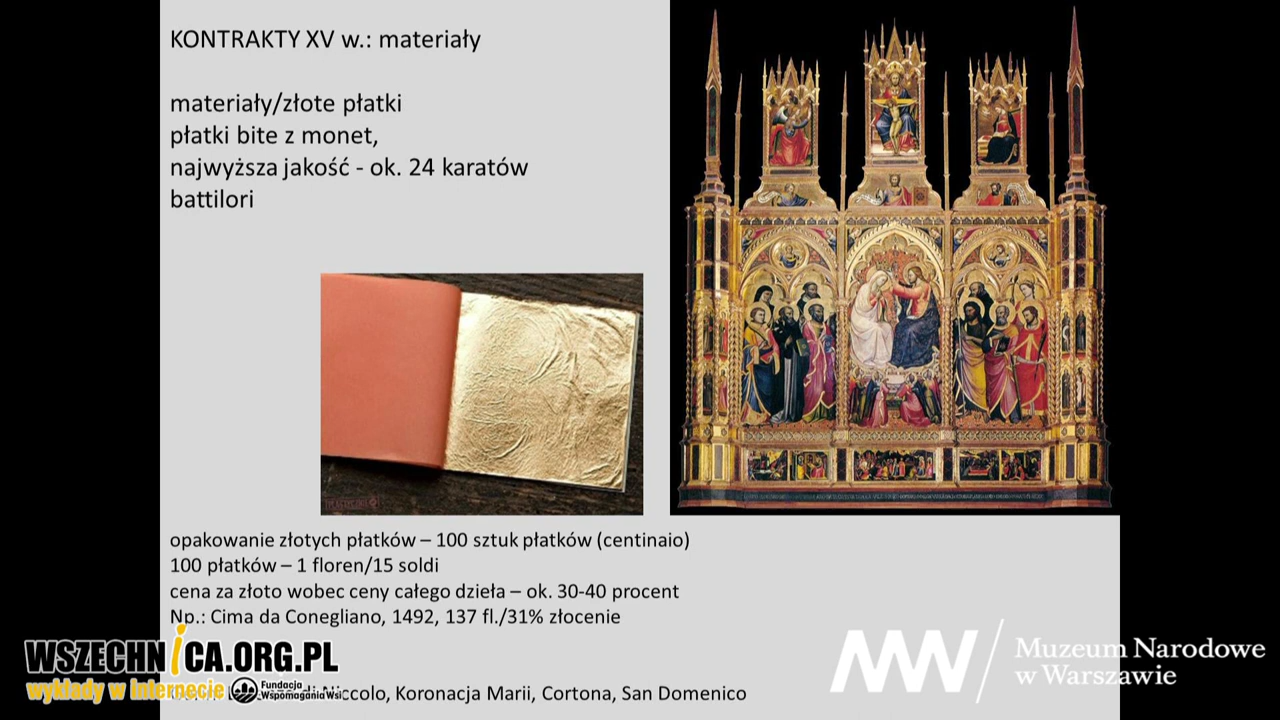 KONTRAKTY XV w.: materiały
materiały/złote płatki
płatki bite z monet,
najwyższa jakość - ok. 24 karatów
battilori
opakowanie złotych płatków – 100 sztuk płatków (centinaio)
100 płatków – 1 floren/15 soldi
cena za złoto wobec ceny całego dzieła – ok. 30-40 procent
Np.: Cima da Conegliano, 1492, 137 fl./31% złocenie
WSZECHNICA.ORG.PL
wykłady w Internecie
Fundacja
Wspomagania Wsi
di Niccolo, Koronacja Marii, Cortona, San Domenico
MNW
Muzeum Narodowe
w Warszawie